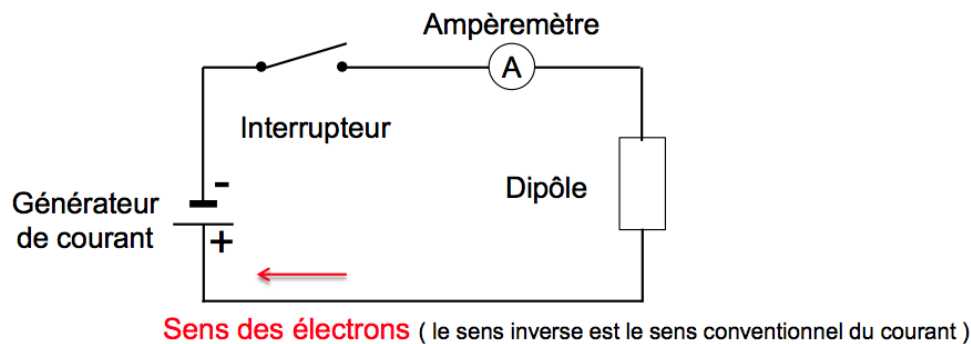 Ampèremètre
A
Interrupteur
Dipôle
-
Générateur
de courant
+
Sens des électrons ( le sens inverse est le sens conventionnel du courant )